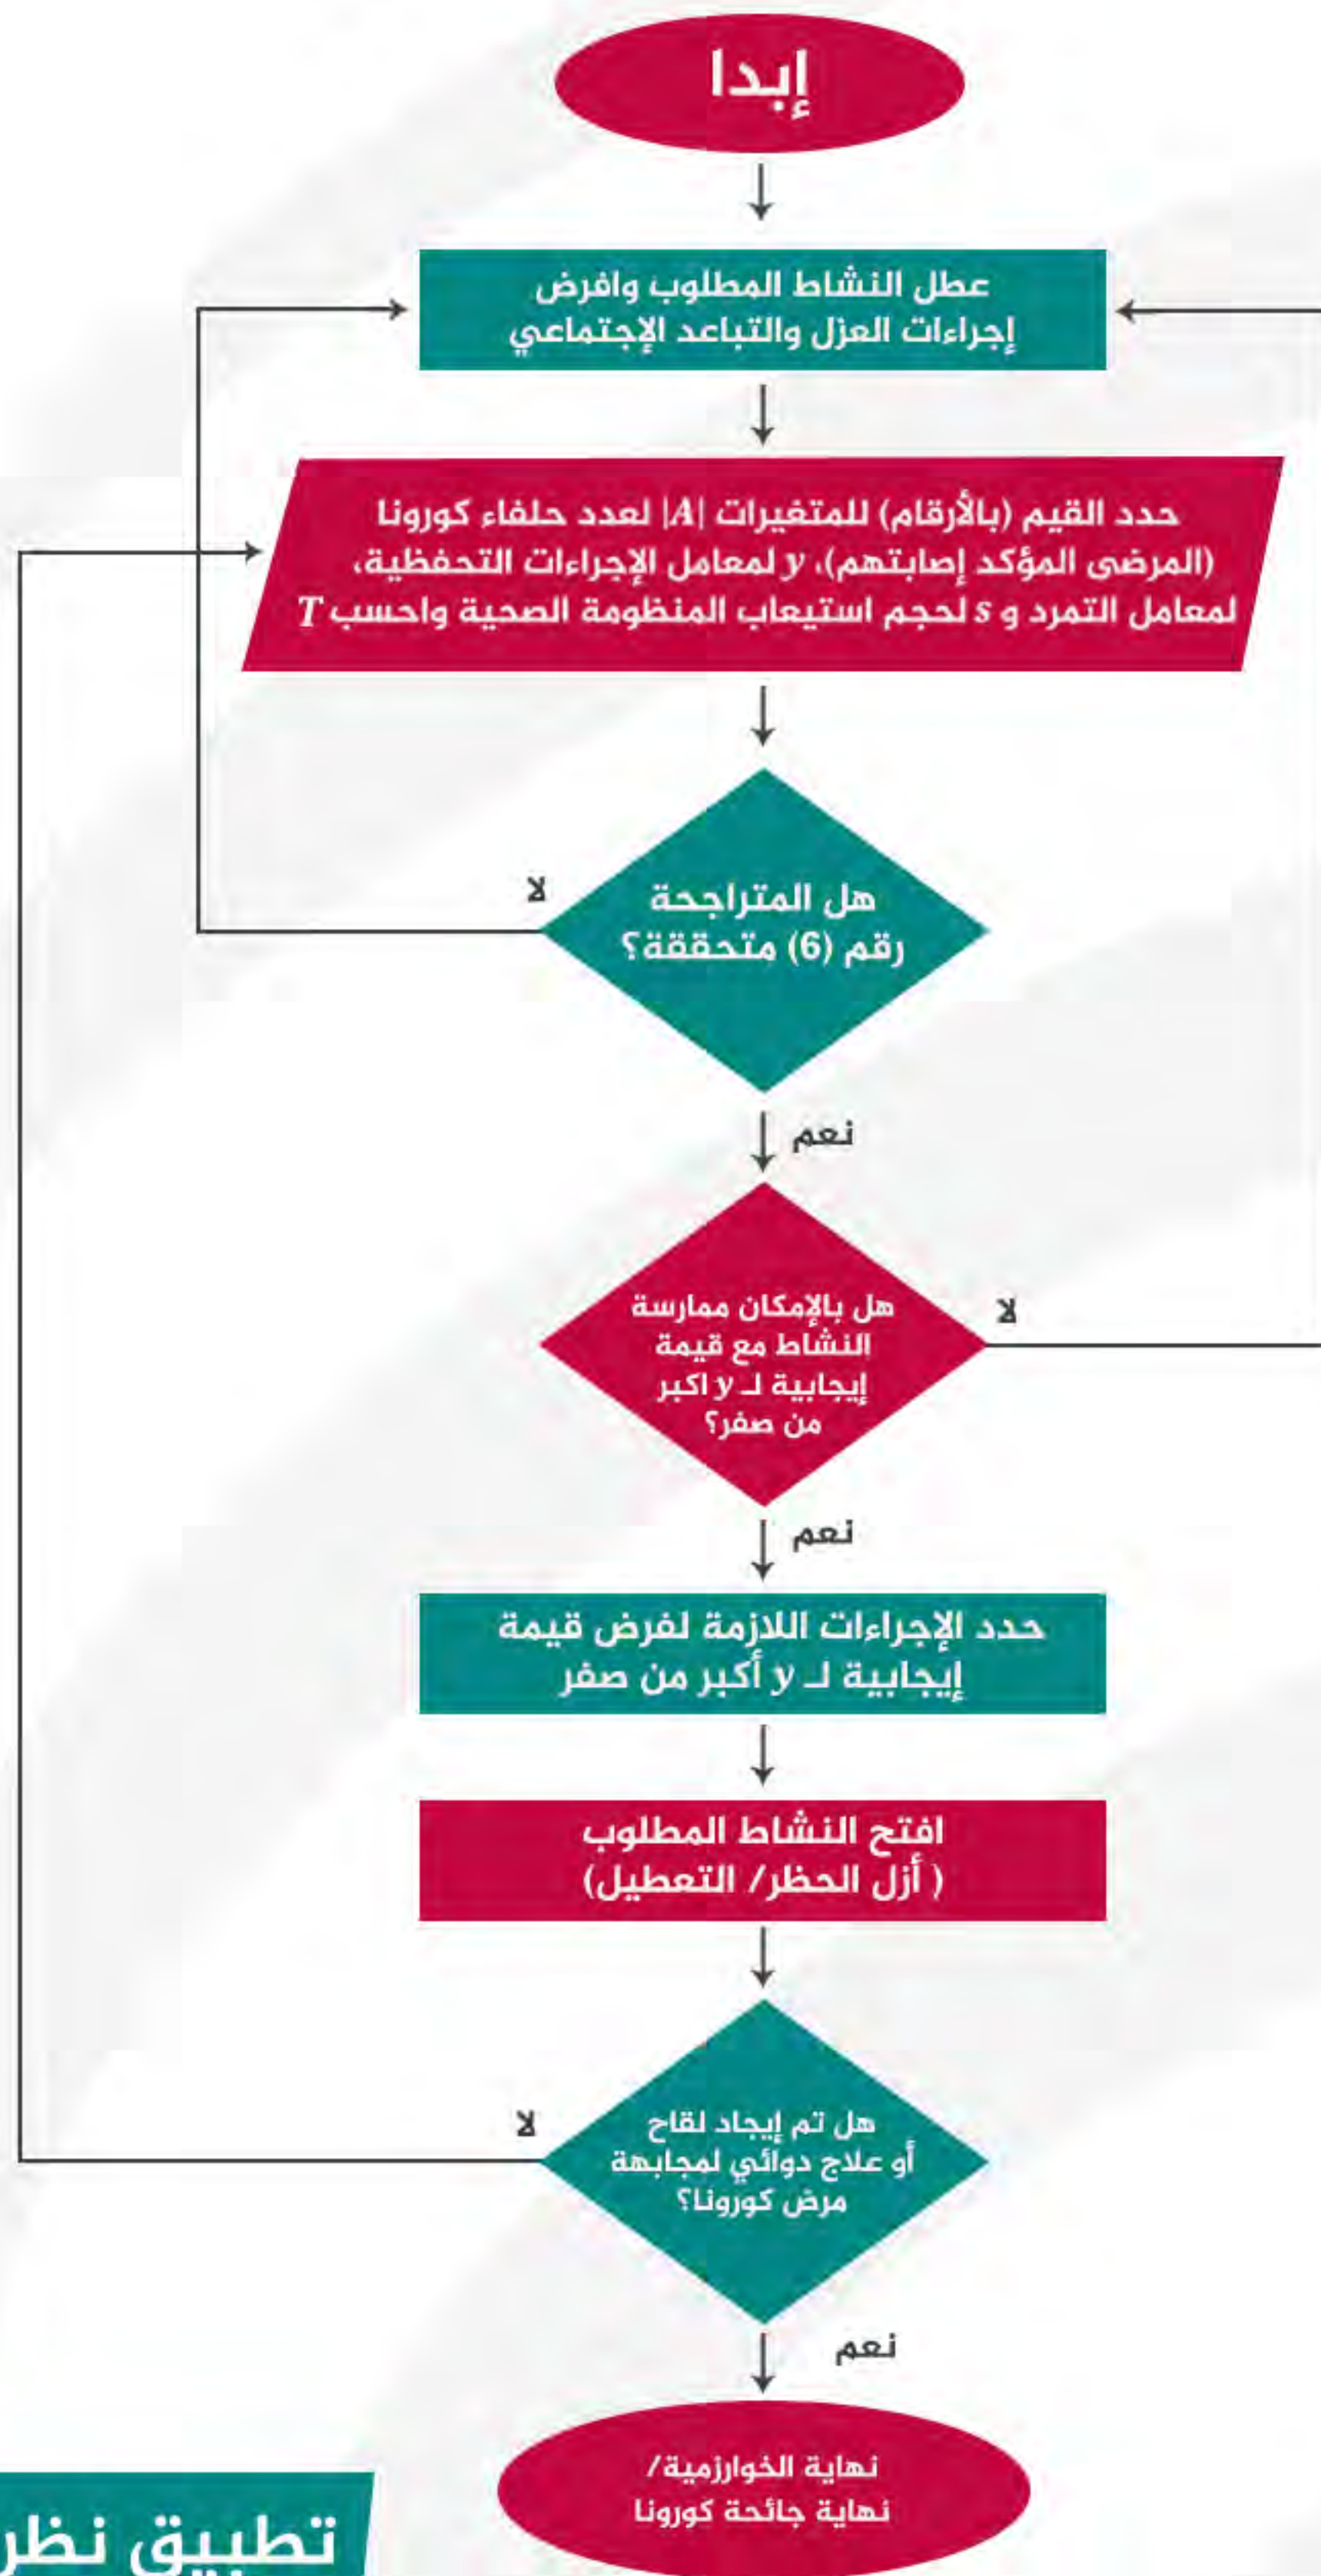 إبدا
عطل النشاط المطلوب وافرض
إجراءات العزل والتباعد الإجتماعي
حدد القيم (بالأرقام) للمتغيرات |A| لعدد حلفاء كورونا
(المرضى المؤكد إصابتهم)، y لمعامل الإجراءات التحفظية،
لمعامل التمرد و s لحجم استيعاب المنظومة الصحية واحسب T
هل المتراجحة
رقم (6) متحققة؟
لا
نعم
هل بالإمكان ممارسة
النشاط مع قيمة
إيجابية لـ y اكبر
من صفر؟
لا
نعم
حدد الإجراءات اللازمة لفرض قيمة
إيجابية لـ y أكبر من صفر
افتح النشاط المطلوب
( أزل الحظر/ التعطيل)
هل تم إيجاد لقاح
أو علاج دوائي لمجابهة
مرض كورونا؟
لا
نعم
نهاية الخوارزمية/
نهاية جائحة كورونا
تطبيق نظر